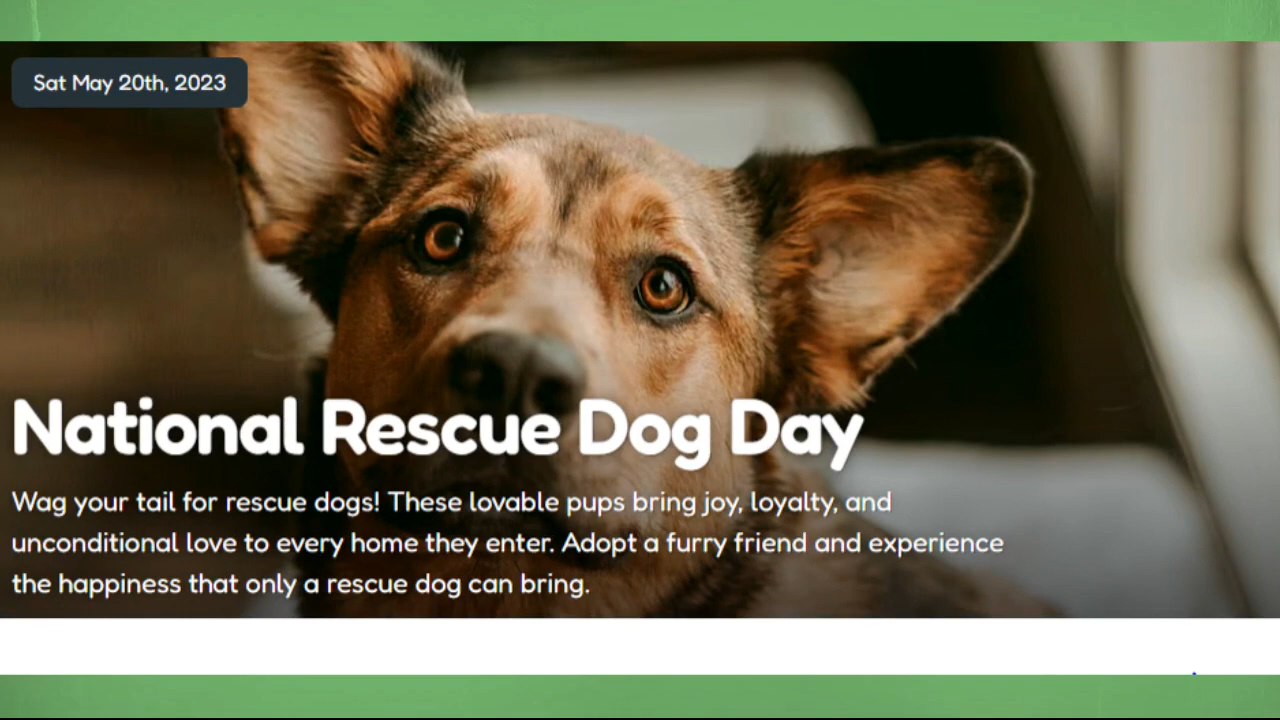 Sat May 20th, 2023
National Rescue Dog Day
Wag your tail for rescue dogs! These lovable pups bring joy, loyalty, and
unconditional love to every home they enter. Adopt a furry friend and experience
the happiness that only a rescue dog can bring.